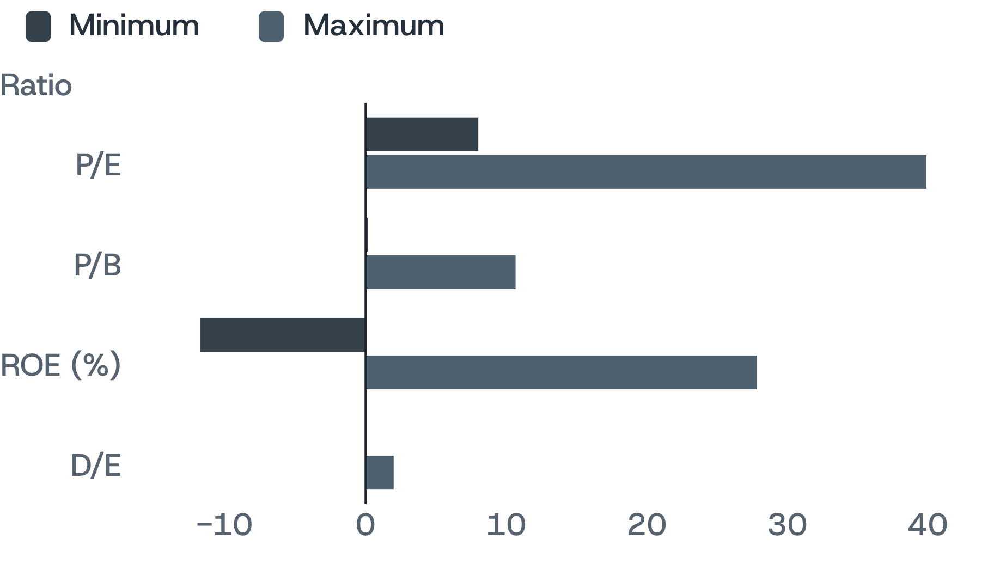 Minimum Maximum
Ratio
P/E
P/B
ROE (%)
D/E
−10 0 10 20 30 40